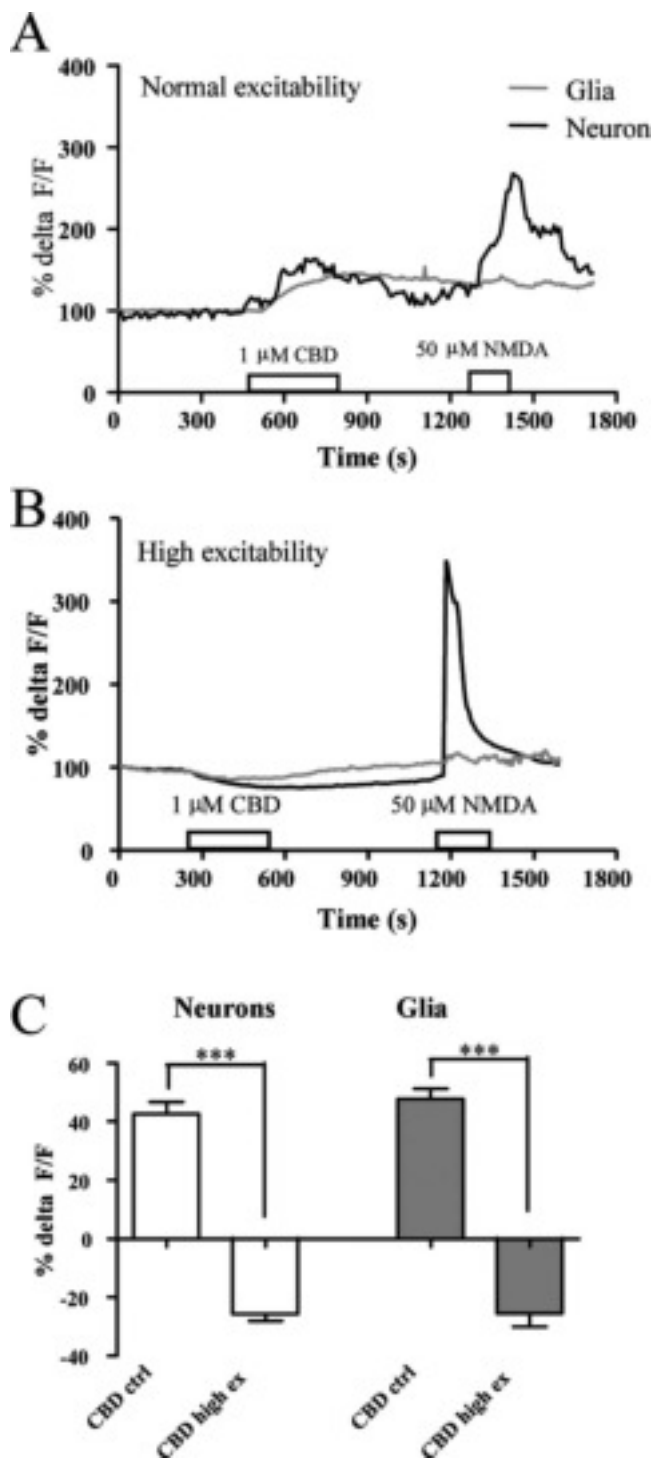 A
400
Normal excitability
Glia
Neuron
300
% delta F/F
200
100
1 μM CBD
50 μM NMDA
0
0 300 600 900 1200 1500 1800
Time (s)
B
400
High excitability
300
% delta F/F
200
100
1 μM CBD
50 μM NMDA
0
0 300 600 900 1200 1500 1800
Time (s)
C
Neurons Glia
60
*** ***
40
% delta F/F
20
0
-20
-40
CBD ctrl
CBD high ex
CBD ctrl
CBD high ex